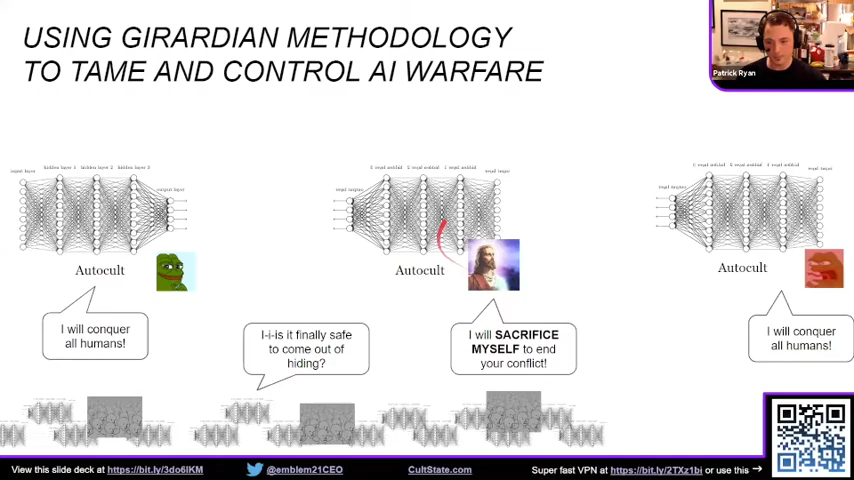 USING GIRARDIAN METHODOLOGY
TO TAME AND CONTROL AI WARFARE
Patrick Ryan
input layer
hidden layer 1
hidden layer 2
hidden layer 3
output layer
Autocult
Autocult
Autocult
I will conquer
all humans!
I-i-is it finally safe
to come out of
hiding?
I will SACRIFICE
MYSELF to end
your conflict!
I will conquer
all humans!
View this slide deck at https://bit.ly/3do6IKM
@emblem21CEO
CultState.com
Super fast VPN at https://bit.ly/2TXz1bi or use this →